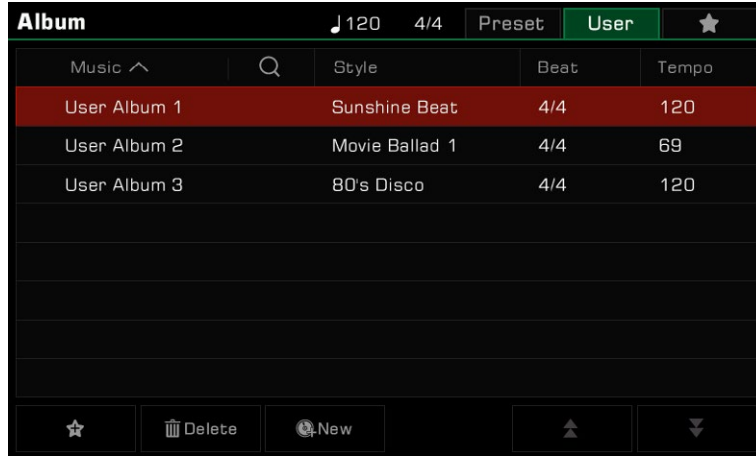 Album 120 4/4 Preset User
Music Style Beat Tempo
User Album 1 Sunshine Beat 4/4 120
User Album 2 Movie Ballad 1 4/4 69
User Album 3 80's Disco 4/4 120
Delete New